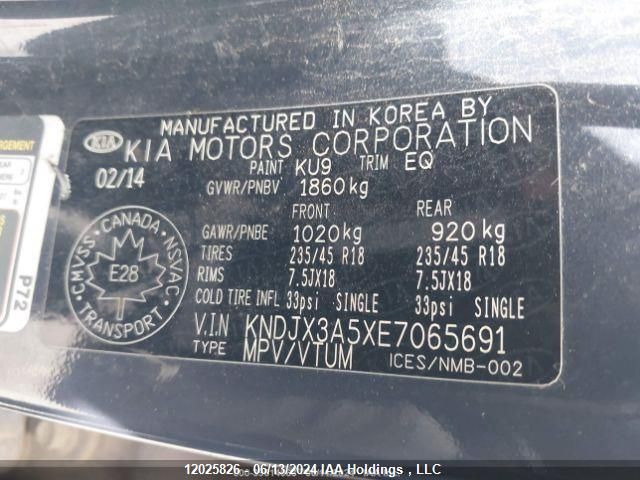 MANUFACTURED IN KOREA BY
KIA KIA MOTORS CORPORATION
02/14 PAINT KU9 TRIM EQ
GVWR/PNBV 1860kg
FRONT REAR
GAWR/PNBE 1020kg 920kg
TIRES 235/45 R18 235/45 R18
RIMS 7.5JX18 7.5JX18
COLD TIRE INFL 33psi SINGLE 33psi SINGLE
V.I.N KNDJX3A5XE7065691
TYPE MPV/VTUM ICES/NMB-002
CMVSS CANADA NSVAC
E28
TRANSPORT
P72
12025826 - 06/13/2024 IAA Holdings , LLC